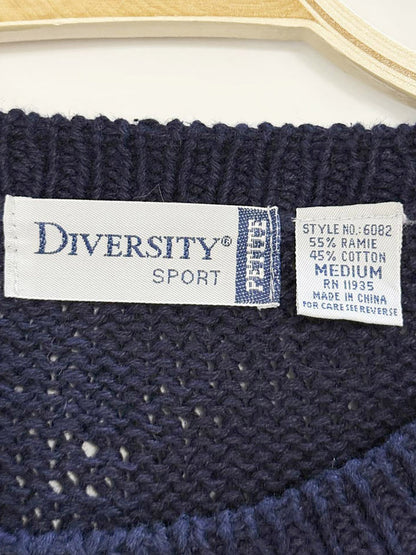 DIVERSITY®
SPORT
PETITE
STYLE NO.:6082
55% RAMIE
45% COTTON
MEDIUM
RN 11935
MADE IN CHINA
FOR CARE SEE REVERSE